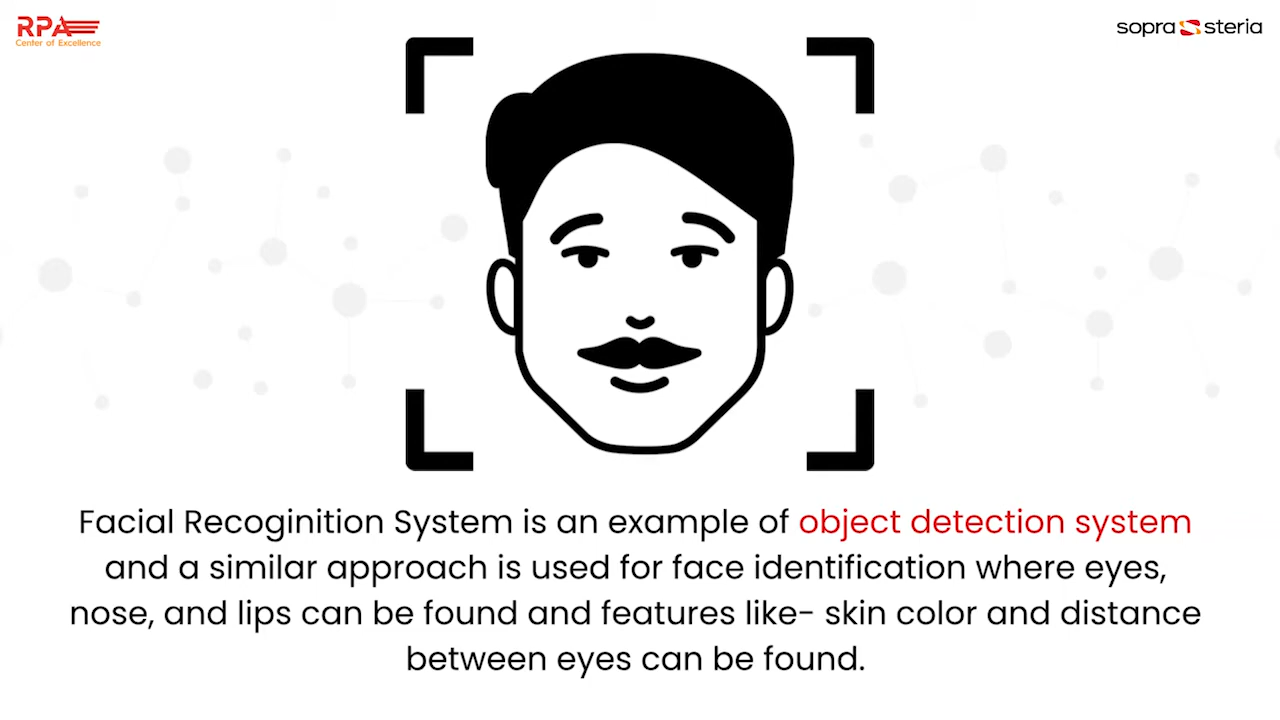 RPA
Center of Excellence
sopra steria
Facial Recoginition System is an example of object detection system
and a similar approach is used for face identification where eyes,
nose, and lips can be found and features like- skin color and distance
between eyes can be found.